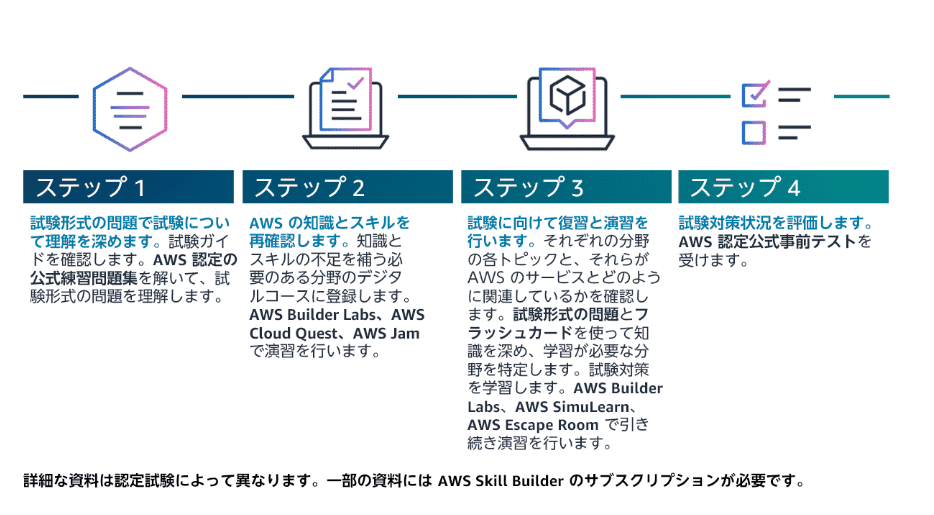 ステップ 1
試験形式の問題で試験につい
て理解を深めます。試験ガイ
ドを確認します。AWS 認定の
公式練習問題集を解いて、試
験形式の問題を理解します。
ステップ 2
AWS の知識とスキルを
再確認します。知識と
スキルの不足を補う必
要のある分野のデジタ
ルコースに登録します。
AWS Builder Labs、AWS
Cloud Quest、AWS Jam
で演習を行います。
ステップ 3
試験に向けて復習と演習を
行います。それぞれの分野
の各トピックと、それらが
AWS のサービスとどのよう
に関連しているかを確認し
ます。試験形式の問題とフ
ラッシュカードを使って知
識を深め、学習が必要な分
野を特定します。試験対策
を学習します。AWS Builder
Labs、AWS SimuLearn、
AWS Escape Room で引き
続き演習を行います。
ステップ 4
試験対策状況を評価します。
AWS 認定公式事前テストを
受けます。
詳細な資料は認定試験によって異なります。一部の資料には AWS Skill Builder のサブスクリプションが必要です。